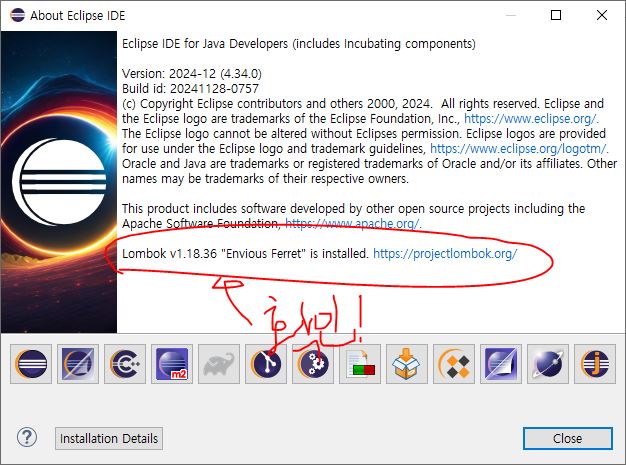 About Eclipse IDE
Eclipse IDE for Java Developers (includes Incubating components)
Version: 2024-12 (4.34.0)
Build id: 20241128-0757
(c) Copyright Eclipse contributors and others 2000, 2024.  All rights reserved. Eclipse and
the Eclipse logo are trademarks of the Eclipse Foundation, Inc., https://www.eclipse.org/.
The Eclipse logo cannot be altered without Eclipses permission. Eclipse logos are provided
for use under the Eclipse logo and trademark guidelines, https://www.eclipse.org/logotm/.
Oracle and Java are trademarks or registered trademarks of Oracle and/or its affiliates. Other
names may be trademarks of their respective owners.
This product includes software developed by other open source projects including the
Apache Software Foundation, https://www.apache.org/.
Lombok v1.18.36 "Envious Ferret" is installed. https://projectlombok.org/
확인!
m2
Installation Details
Close